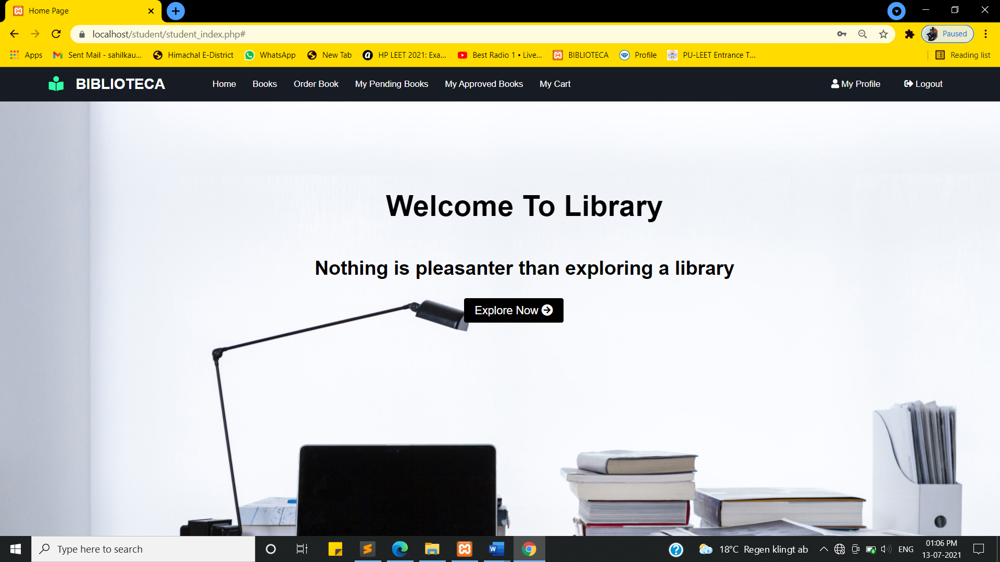 Home Page
localhost/student/student_index.php#
Paused
Apps
Sent Mail - sahilkau...
Himachal E-District
WhatsApp
New Tab
HP LEET 2021: Exa...
Best Radio 1 • Live...
BIBLIOTECA
Profile
PU-LEET Entrance T...
Reading list
BIBLIOTECA
Home
Books
Order Book
My Pending Books
My Approved Books
My Cart
My Profile
Logout
Welcome To Library
Nothing is pleasanter than exploring a library
Explore Now
Type here to search
18°C Regen klingt ab
ENG
01:06 PM
13-07-2021